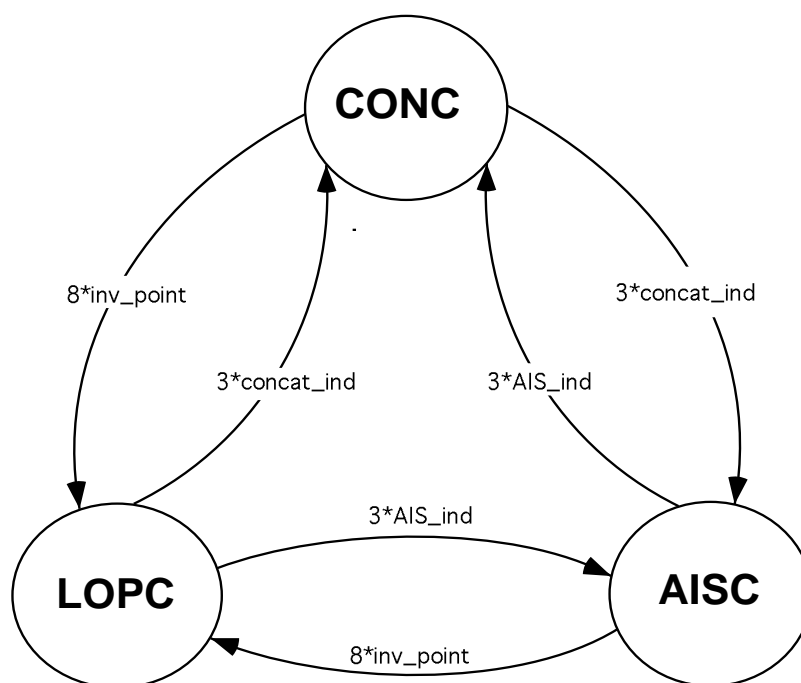 CONC
8*inv_point
3*concat_ind
3*concat_ind
3*AIS_ind
3*AIS_ind
LOPC
AISC
8*inv_point